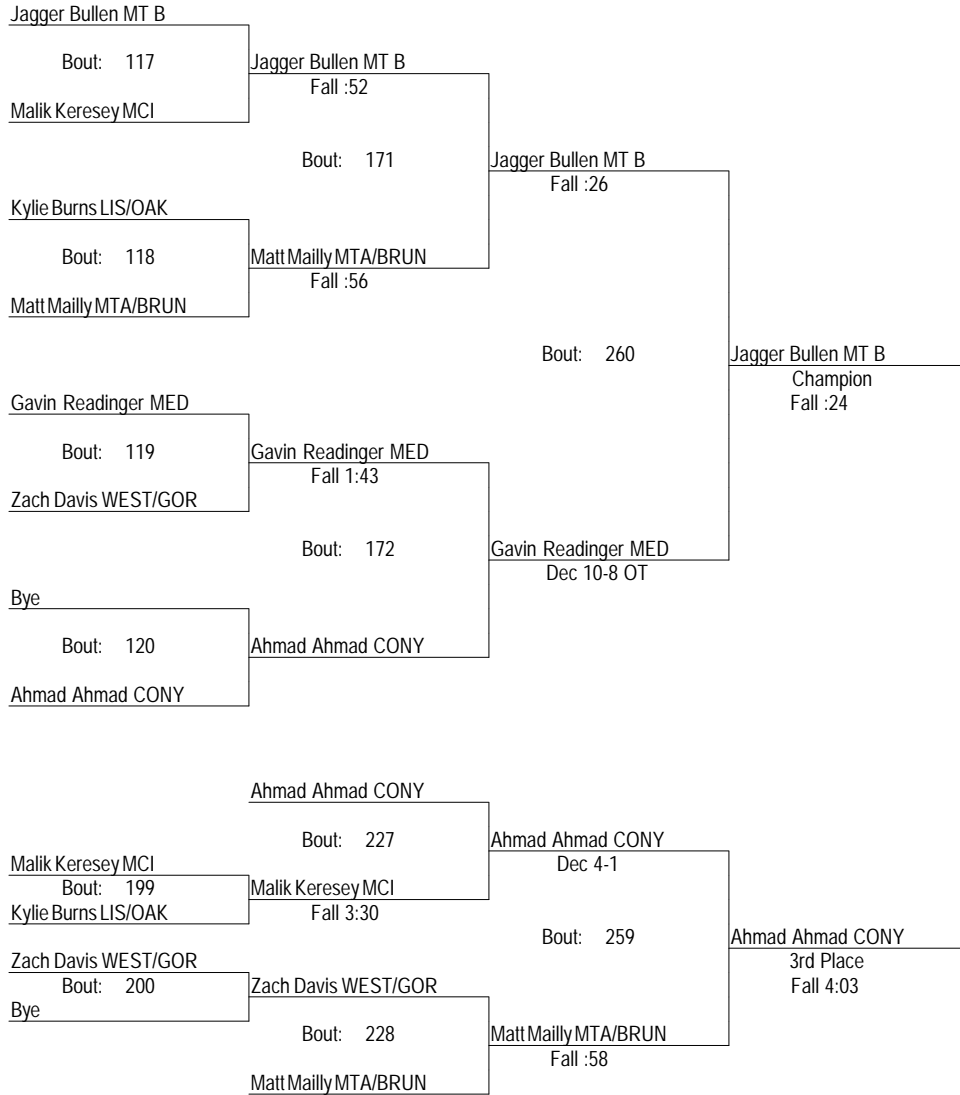 Jagger Bullen MT B
Bout: 117
Jagger Bullen MT B
Fall :52
Malik Keresey MCI
Bout: 171
Jagger Bullen MT B
Fall :26
Kylie Burns LIS/OAK
Bout: 118
Matt Mailly MTA/BRUN
Fall :56
Matt Mailly MTA/BRUN
Bout: 260
Jagger Bullen MT B
Champion
Fall :24
Gavin Readinger MED
Bout: 119
Gavin Readinger MED
Fall 1:43
Zach Davis WEST/GOR
Bout: 172
Gavin Readinger MED
Dec 10-8 OT
Bye
Bout: 120
Ahmad Ahmad CONY
Ahmad Ahmad CONY
Ahmad Ahmad CONY
Bout: 227
Ahmad Ahmad CONY
Dec 4-1
Malik Keresey MCI
Bout: 199
Malik Keresey MCI
Fall 3:30
Kylie Burns LIS/OAK
Bout: 259
Ahmad Ahmad CONY
3rd Place
Fall 4:03
Zach Davis WEST/GOR
Bout: 200
Zach Davis WEST/GOR
Bye
Bout: 228
Matt Mailly MTA/BRUN
Fall :58
Matt Mailly MTA/BRUN